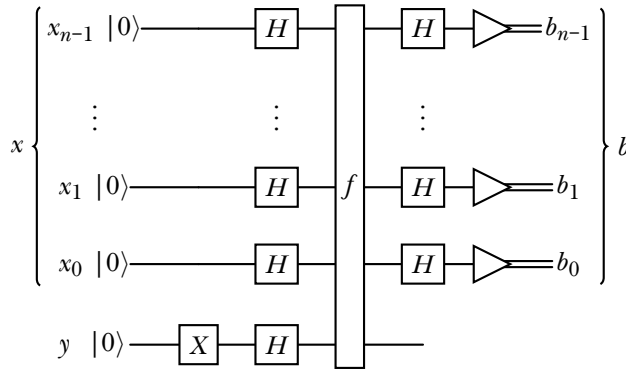 x_{n−1} |0⟩ H H b_{n−1}
⋮ ⋮ ⋮
x b
x_1 |0⟩ H f H b_1
x_0 |0⟩ H H b_0
y |0⟩ X H